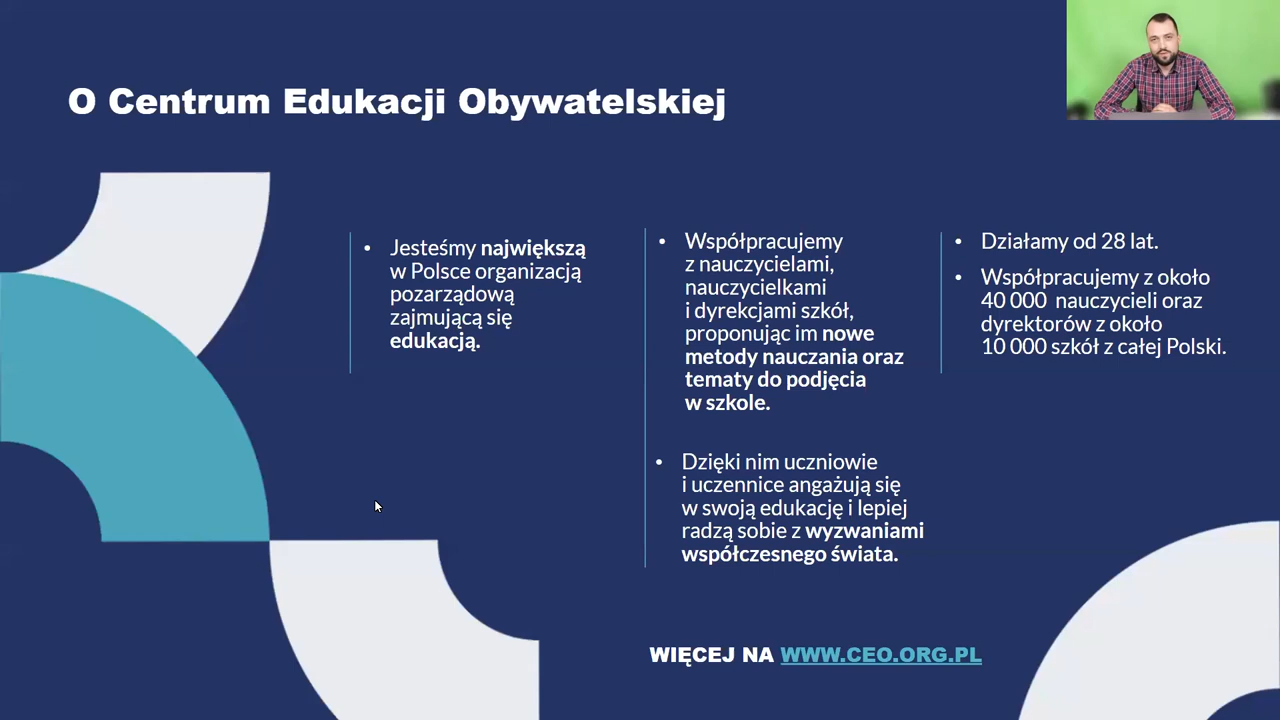 O Centrum Edukacji Obywatelskiej
• Jesteśmy największą
w Polsce organizacją
pozarządową
zajmującą się
edukacją.
• Współpracujemy
z nauczycielami,
nauczycielkami
i dyrekcjami szkół,
proponując im nowe
metody nauczania oraz
tematy do podjęcia
w szkole.
• Dzięki nim uczniowie
i uczennice angażują się
w swoją edukację i lepiej
radzą sobie z wyzwaniami
współczesnego świata.
• Działamy od 28 lat.
• Współpracujemy z około
40 000 nauczycieli oraz
dyrektorów z około
10 000 szkół z całej Polski.
WIĘCEJ NA WWW.CEO.ORG.PL